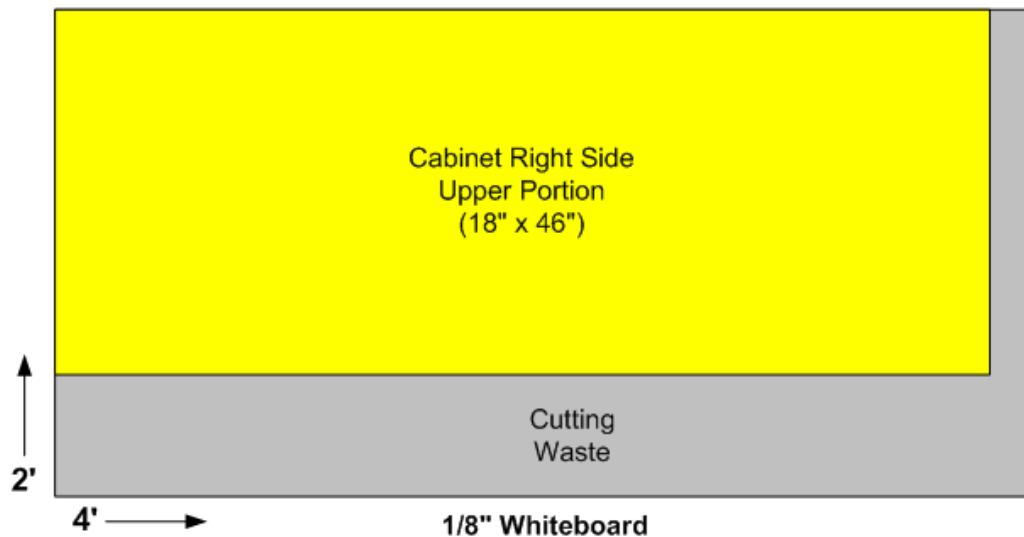 Cabinet Right Side
Upper Portion
(18" x 46")
Cutting
Waste
2'
4'
1/8" Whiteboard